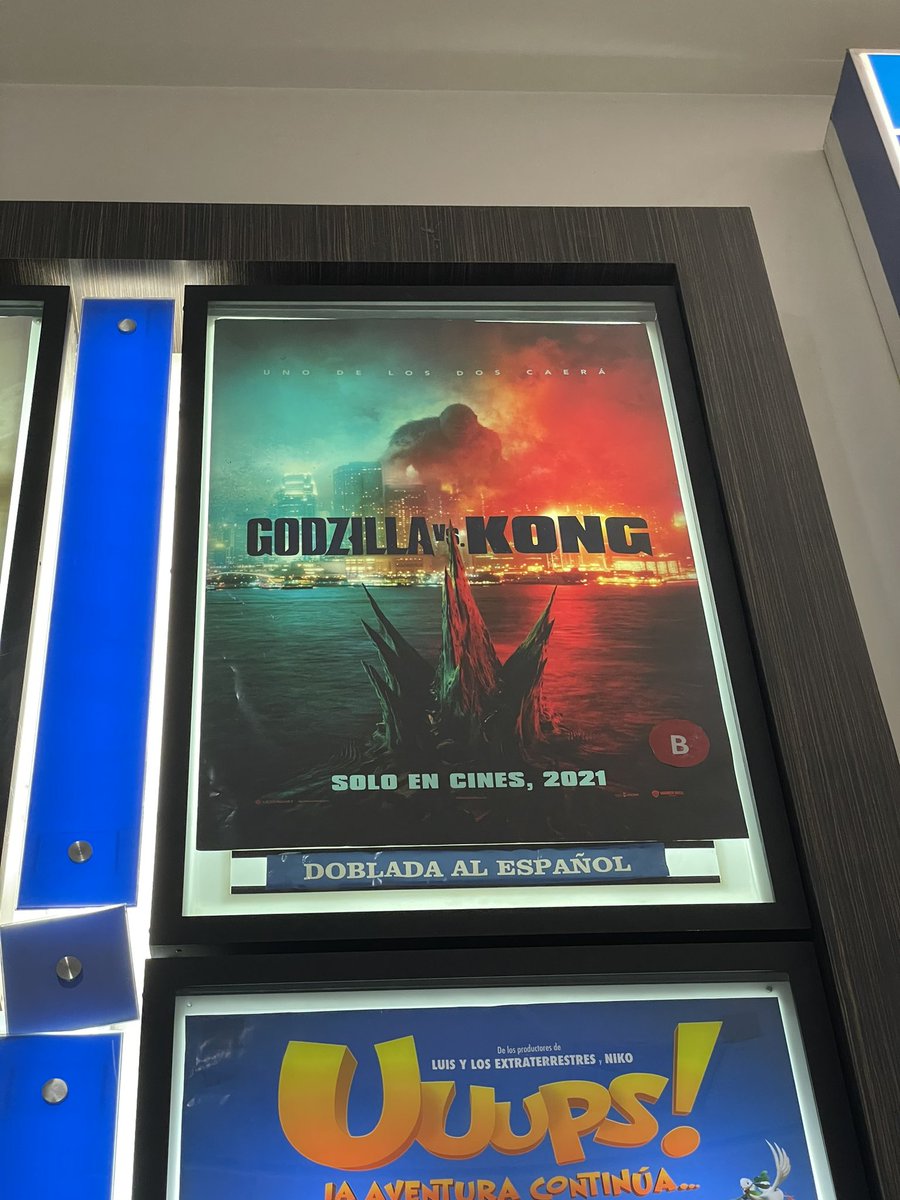 UNO DE LOS DOS CAERÁ
GODZILLA VS. KONG
B
SOLO EN CINES, 2021
DOBLADA AL ESPAÑOL
De los productores de
LUIS Y LOS EXTRATERRESTRES , NIKO
UUUPS!
LA AVENTURA CONTINÚA...